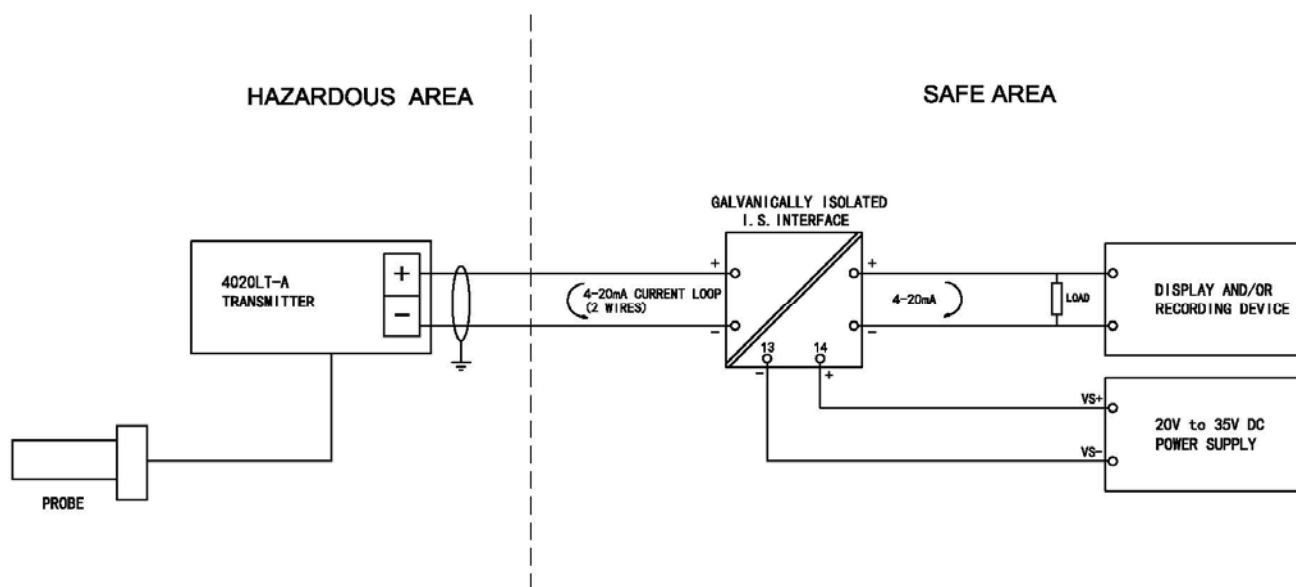 HAZARDOUS AREA
SAFE AREA
GALVANICALLY ISOLATED
I.S. INTERFACE
4020LT-A
TRANSMITTER
+
-
4-20mA CURRENT LOOP
(2 WIRES)
+
-
+
-
4-20mA
LOAD
DISPLAY AND/OR
RECORDING DEVICE
13
14
-
+
VS+
VS-
20V to 35V DC
POWER SUPPLY
PROBE